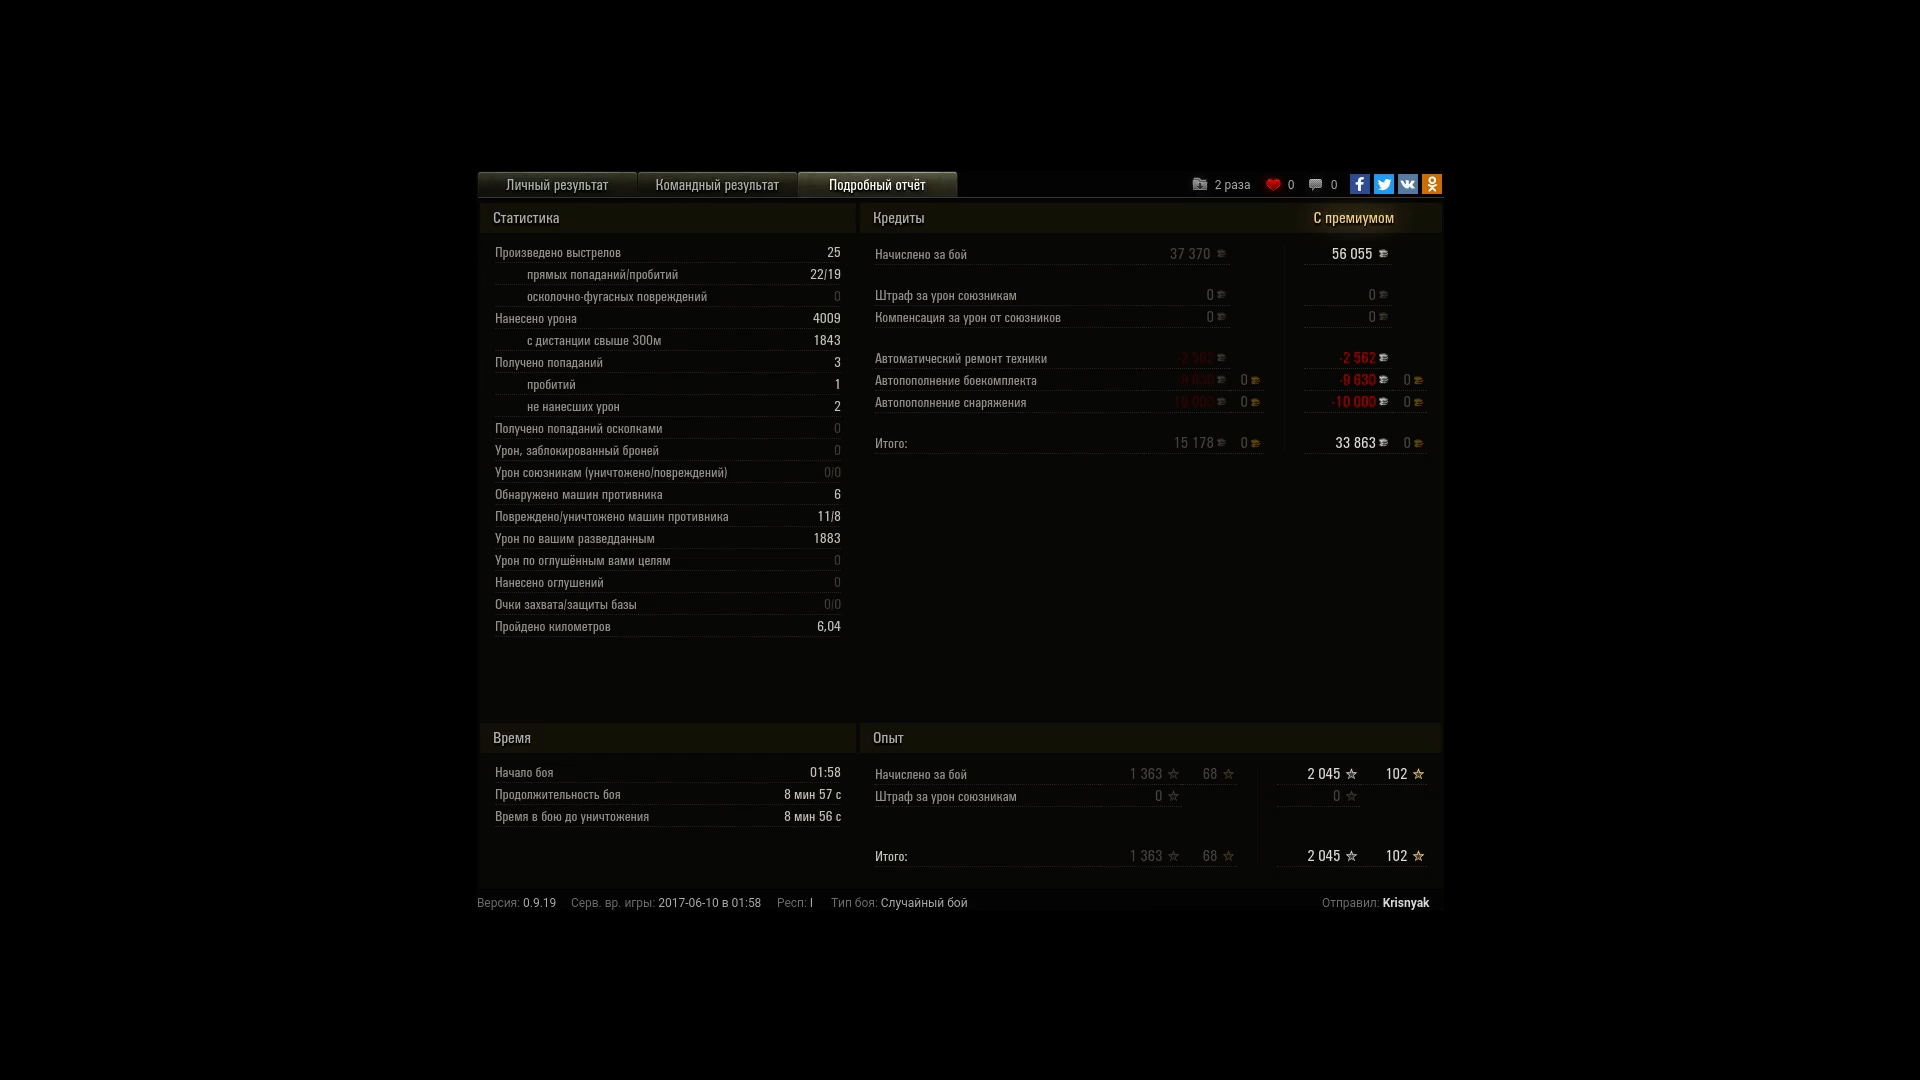 Личный результат Командный результат Подробный отчёт 2 раза 0 0
Статистика
Произведено выстрелов 25
прямых попаданий/пробитий 22/19
осколочно-фугасных повреждений 0
Нанесено урона 4009
с дистанции свыше 300м 1843
Получено попаданий 3
пробитий 1
не нанесших урон 2
Получено попаданий осколками 0
Урон, заблокированный броней 0
Урон союзникам (уничтожено/повреждений) 0/0
Обнаружено машин противника 6
Повреждено/уничтожено машин противника 11/8
Урон по вашим разведданным 1883
Урон по оглушённым вами целям 0
Нанесено оглушений 0
Очки захвата/защиты базы 0/0
Пройдено километров 6,04
Кредиты С премиумом
Начислено за бой 37 370 56 055
Штраф за урон союзникам 0 0
Компенсация за урон от союзников 0 0
Автоматический ремонт техники -2 562 -2 562
Автопополнение боекомплекта -9 630 0 -9 630 0
Автопополнение снаряжения -10 000 0 -10 000 0
Итого: 15 178 0 33 863 0
Время
Начало боя 01:58
Продолжительность боя 8 мин 57 с
Время в бою до уничтожения 8 мин 56 с
Опыт
Начислено за бой 1 363 68 2 045 102
Штраф за урон союзникам 0 0
Итого: 1 363 68 2 045 102
Версия: 0.9.19 Серв. вр. игры: 2017-06-10 в 01:58 Респ: I Тип боя: Случайный бой Отправил: Krisnyak